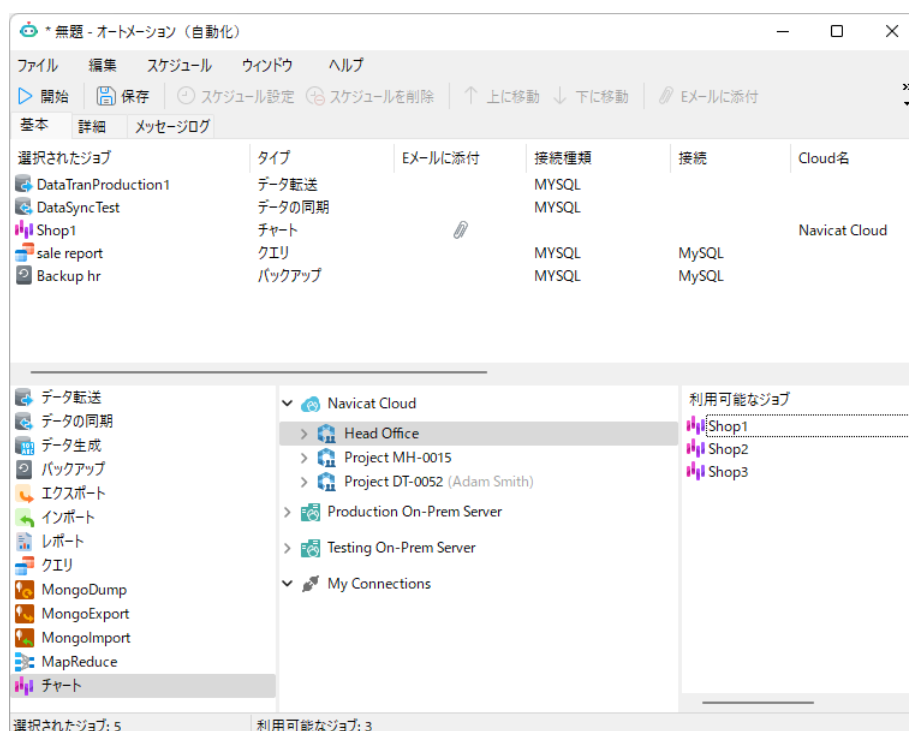 * 無題 - オートメーション（自動化）
ファイル 編集 スケジュール ウィンドウ ヘルプ
開始 保存 スケジュール設定 スケジュールを削除 上に移動 下に移動 Eメールに添付 »
基本 詳細 メッセージログ
選択されたジョブ タイプ Eメールに添付 接続種類 接続 Cloud名
DataTranProduction1 データ転送 MYSQL
DataSyncTest データの同期 MYSQL
Shop1 チャート Navicat Cloud
sale report クエリ MYSQL MySQL
Backup hr バックアップ MYSQL MySQL
データ転送
データの同期
データ生成
バックアップ
エクスポート
インポート
レポート
クエリ
MongoDump
MongoExport
MongoImport
MapReduce
チャート
Navicat Cloud
Head Office
Project MH-0015
Project DT-0052 (Adam Smith)
Production On-Prem Server
Testing On-Prem Server
My Connections
利用可能なジョブ
Shop1
Shop2
Shop3
選択されたジョブ: 5 利用可能なジョブ: 3